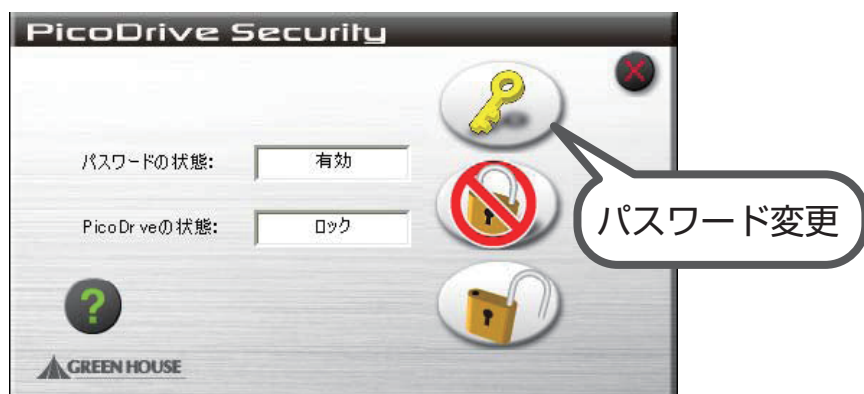 PicoDrive Security
パスワードの状態:
有効
パスワード変更
PicoDr veの状態:
ロック
?
GREEN HOUSE